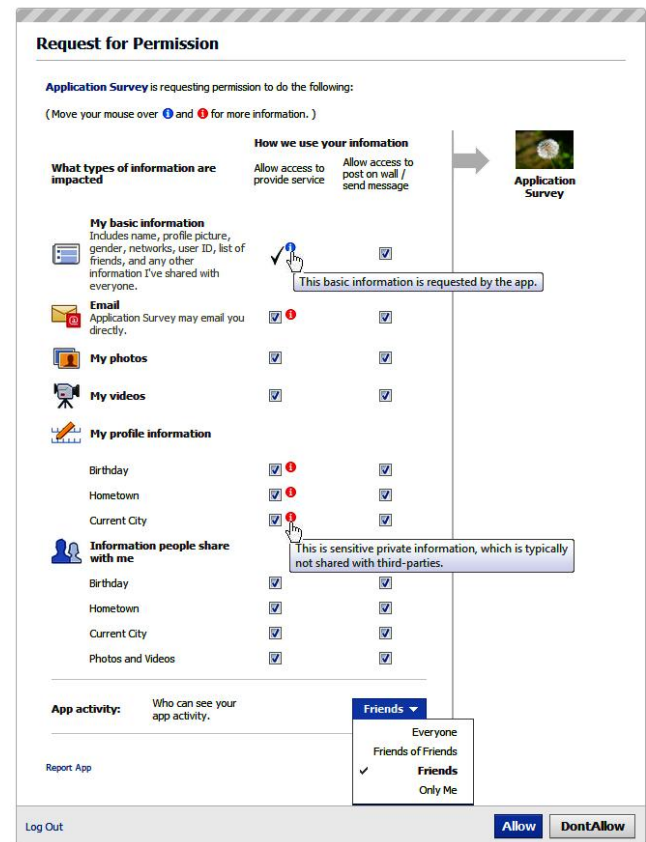 Request for Permission
Application Survey is requesting permission to do the following:
(Move your mouse over i and i for more information. )
How we use your infomation
What types of information are
impacted
Allow access to
provide service
Allow access to
post on wall /
send message
Application
Survey
My basic information
Includes name, profile picture,
gender, networks, user ID, list of
friends, and any other
information I've shared with
everyone.
This basic information is requested by the app.
Email
Application Survey may email you
directly.
My photos
My videos
My profile information
Birthday
Hometown
Current City
This is sensitive private information, which is typically
not shared with third-parties.
Information people share
with me
Birthday
Hometown
Current City
Photos and Videos
App activity:
Who can see your
app activity.
Friends
Everyone
Friends of Friends
Friends
Only Me
Report App
Log Out
Allow
DontAllow